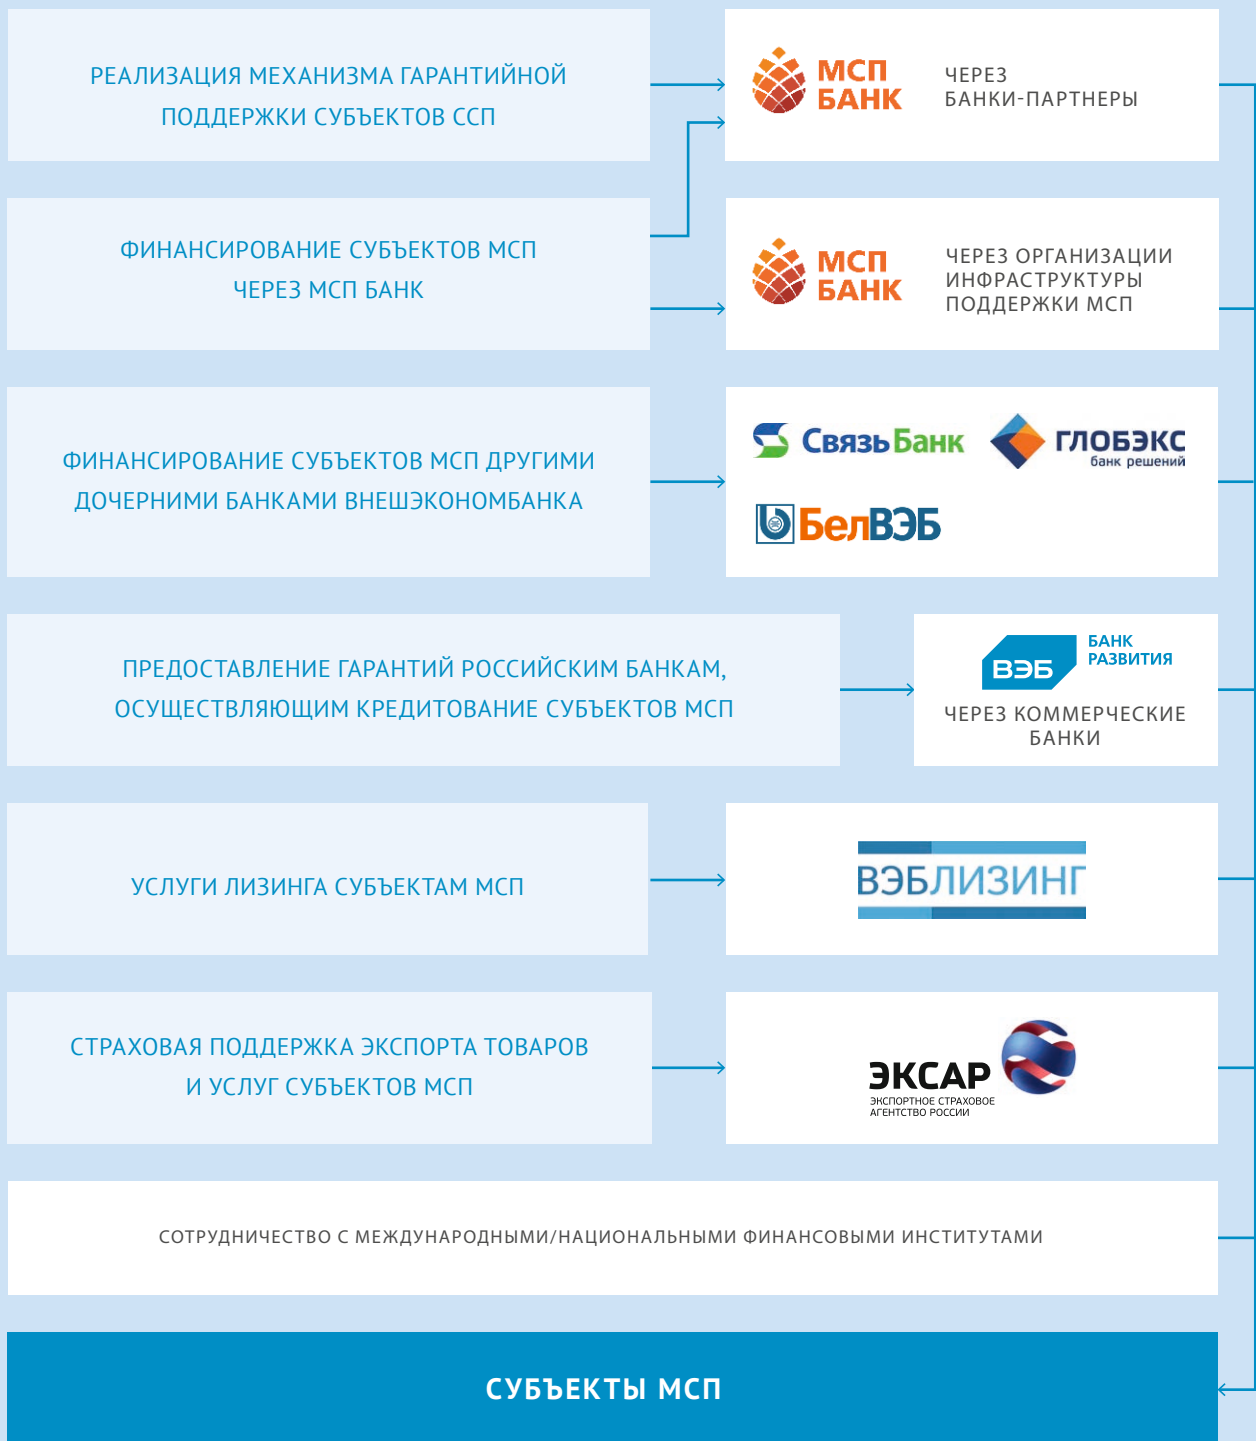 РЕАЛИЗАЦИЯ МЕХАНИЗМА ГАРАНТИЙНОЙ
ПОДДЕРЖКИ СУБЪЕКТОВ ССП
МСП
БАНК
ЧЕРЕЗ
БАНКИ-ПАРТНЕРЫ
ФИНАНСИРОВАНИЕ СУБЪЕКТОВ МСП
ЧЕРЕЗ МСП БАНК
МСП
БАНК
ЧЕРЕЗ ОРГАНИЗАЦИИ
ИНФРАСТРУКТУРЫ
ПОДДЕРЖКИ МСП
ФИНАНСИРОВАНИЕ СУБЪЕКТОВ МСП ДРУГИМИ
ДОЧЕРНИМИ БАНКАМИ ВНЕШЭКОНОМБАНКА
СвязьБанк
ГЛОБЭКС
банк решений
БелВЭБ
ПРЕДОСТАВЛЕНИЕ ГАРАНТИЙ РОССИЙСКИМ БАНКАМ,
ОСУЩЕСТВЛЯЮЩИМ КРЕДИТОВАНИЕ СУБЪЕКТОВ МСП
ВЭБ
БАНК
РАЗВИТИЯ
ЧЕРЕЗ КОММЕРЧЕСКИЕ
БАНКИ
УСЛУГИ ЛИЗИНГА СУБЪЕКТАМ МСП
ВЭБЛИЗИНГ
СТРАХОВАЯ ПОДДЕРЖКА ЭКСПОРТА ТОВАРОВ
И УСЛУГ СУБЪЕКТОВ МСП
ЭКСАР
ЭКСПОРТНОЕ СТРАХОВОЕ
АГЕНТСТВО РОССИИ
СОТРУДНИЧЕСТВО С МЕЖДУНАРОДНЫМИ/НАЦИОНАЛЬНЫМИ ФИНАНСОВЫМИ ИНСТИТУТАМИ
СУБЪЕКТЫ МСП